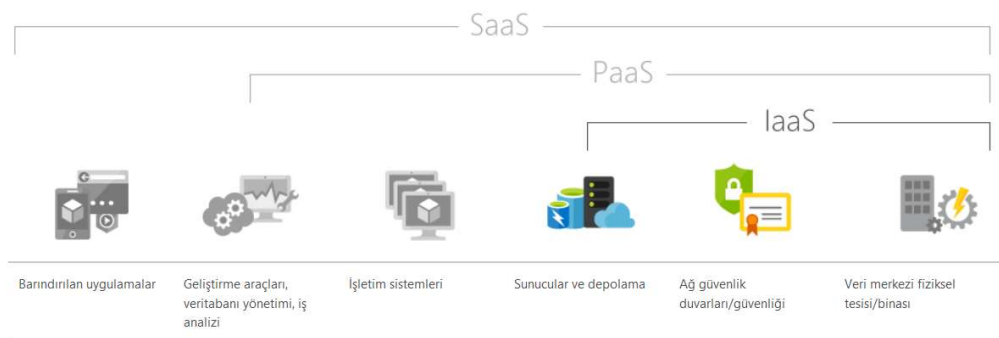 SaaS
PaaS
IaaS
Barındırılan uygulamalar
Geliştirme araçları,
veritabanı yönetimi, iş
analizi
İşletim sistemleri
Sunucular ve depolama
Ağ güvenlik
duvarları/güvenliği
Veri merkezi fiziksel
tesisi/binası